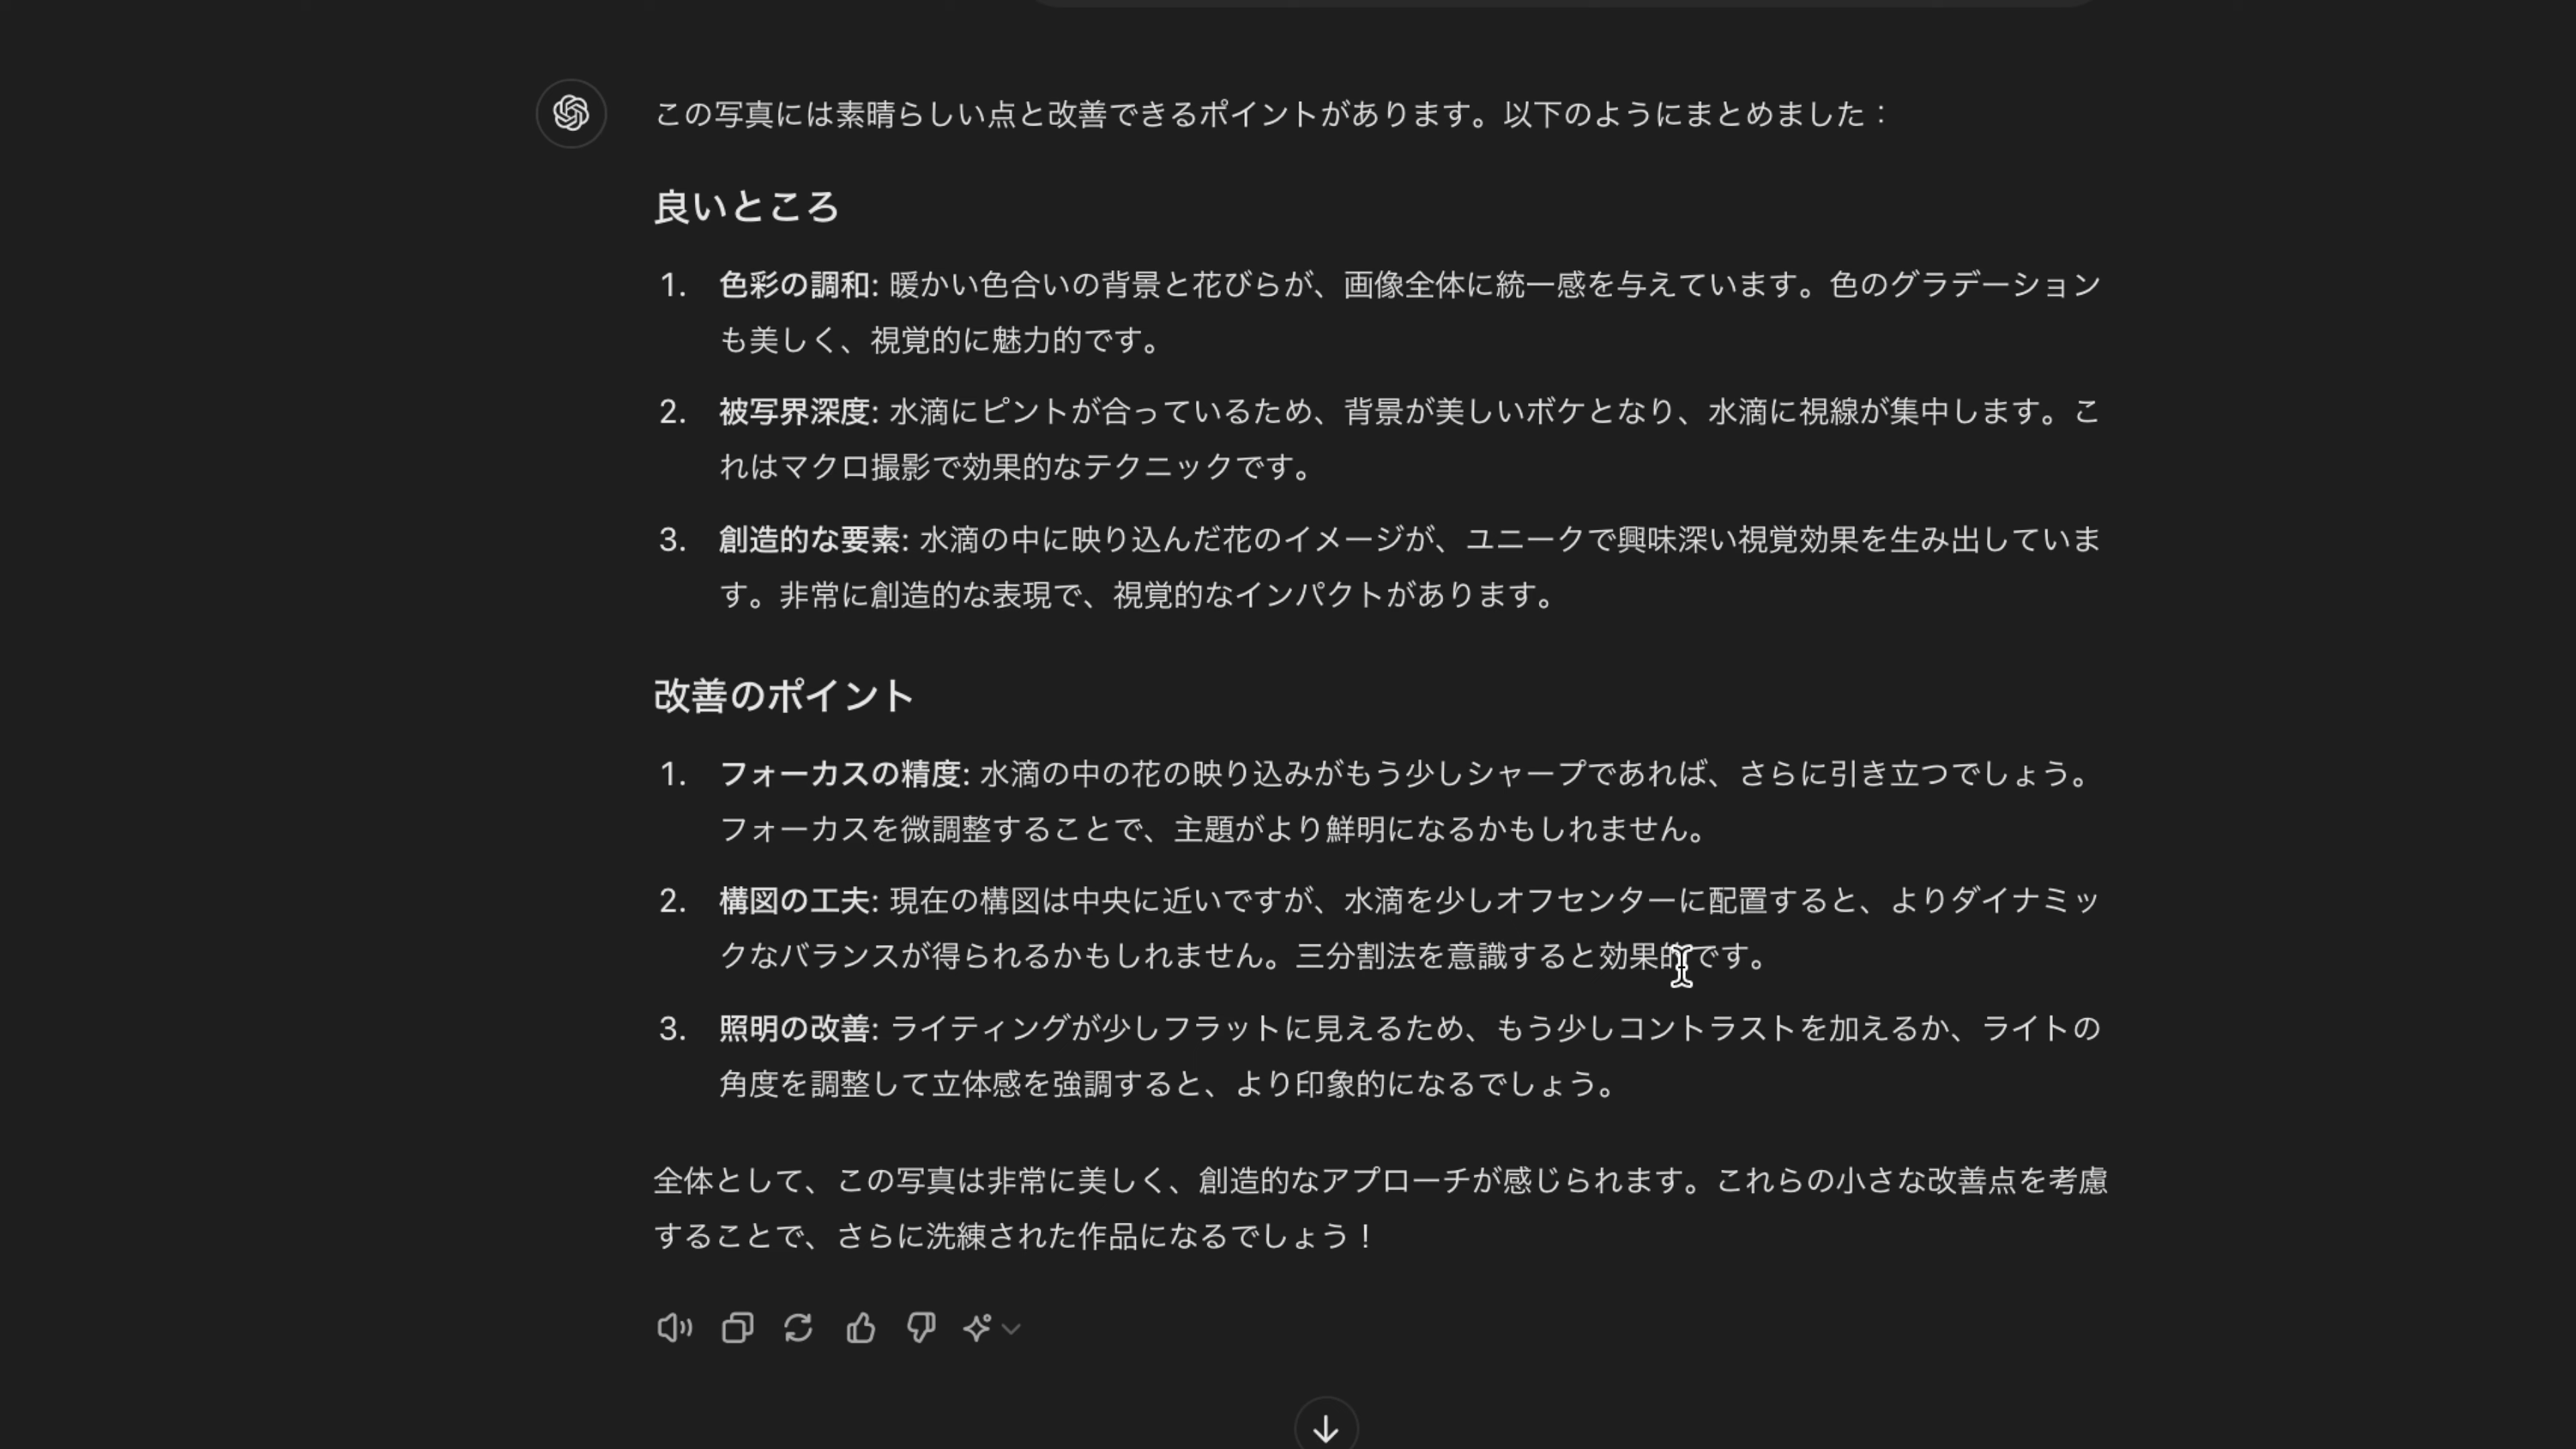 この写真には素晴らしい点と改善できるポイントがあります。以下のようにまとめました：
良いところ
1. 色彩の調和: 暖かい色合いの背景と花びらが、画像全体に統一感を与えています。色のグラデーション
も美しく、視覚的に魅力的です。
2. 被写界深度: 水滴にピントが合っているため、背景が美しいボケとなり、水滴に視線が集中します。こ
れはマクロ撮影で効果的なテクニックです。
3. 創造的な要素: 水滴の中に映り込んだ花のイメージが、ユニークで興味深い視覚効果を生み出していま
す。非常に創造的な表現で、視覚的なインパクトがあります。
改善のポイント
1. フォーカスの精度: 水滴の中の花の映り込みがもう少しシャープであれば、さらに引き立つでしょう。
フォーカスを微調整することで、主題がより鮮明になるかもしれません。
2. 構図の工夫: 現在の構図は中央に近いですが、水滴を少しオフセンターに配置すると、よりダイナミッ
クなバランスが得られるかもしれません。三分割法を意識すると効果的です。
3. 照明の改善: ライティングが少しフラットに見えるため、もう少しコントラストを加えるか、ライトの
角度を調整して立体感を強調すると、より印象的になるでしょう。
全体として、この写真は非常に美しく、創造的なアプローチが感じられます。これらの小さな改善点を考慮
することで、さらに洗練された作品になるでしょう！